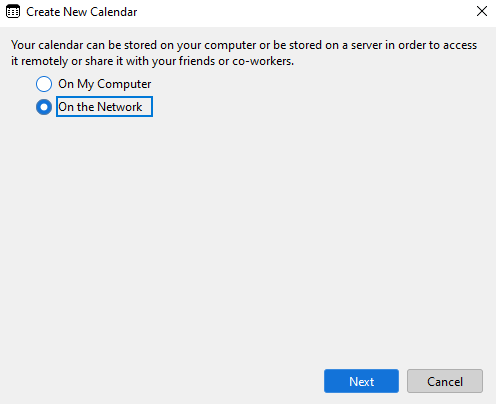 Create New Calendar
Your calendar can be stored on your computer or be stored on a server in order to access
it remotely or share it with your friends or co-workers.
On My Computer
On the Network
Next
Cancel